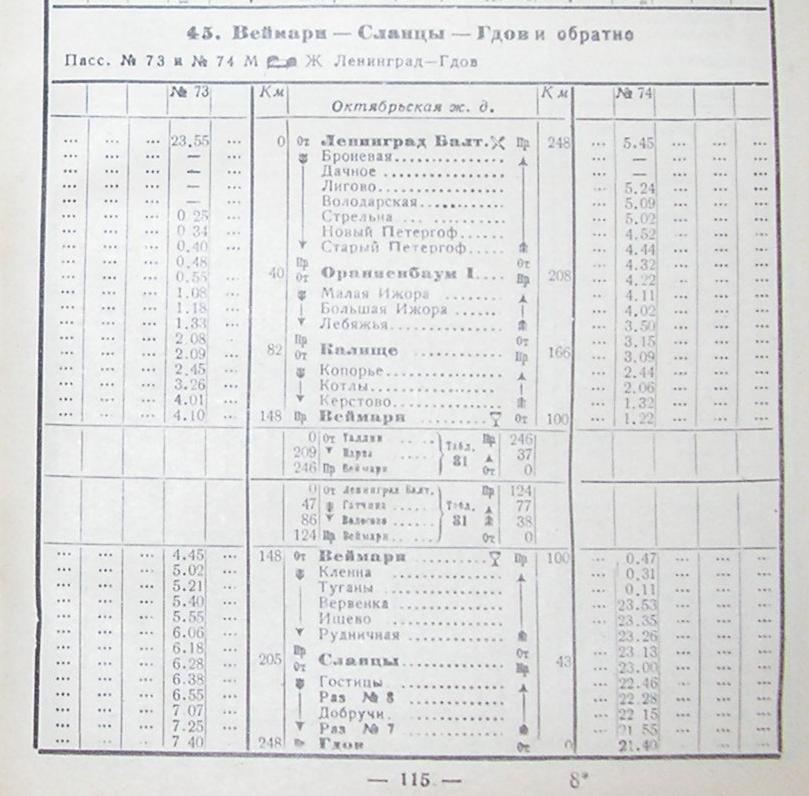 45. Веймарн — Сланцы — Гдов и обратно
Пасс. № 73 и № 74 М Ж Ленинград—Гдов
№ 73 Км Октябрьская ж. д. Км № 74
23.55 0 От Ленинград Балт. Пр 248 5.45
— Броневая —
— Дачное —
— Лигово 5.24
— Володарская 5.09
0 25 Стрельна 5.02
0 34 Новый Петергоф 4.52
0.40 Старый Петергоф 4.44
0.48 Пр От 4.32
0.55 40 От Ораниенбаум I Пр 208 4.22
1.08 Малая Ижора 4.11
1.18 Большая Ижора 4.02
1.33 Лебяжья 3.50
2.08 Пр От 3.15
2.09 82 От Калище Пр 166 3.09
2.45 Копорье 2.44
3.26 Котлы 2.06
4.01 Керстово 1.32
4.10 148 Пр Веймарн От 100 1.22
0 От Таллин Пр 246
209 Нарва Табл. 81 37
246 Пр Веймарн От 0
0 От Ленинград Балт. Пр 124
47 Гатчина Табл. 77
86 Волосово 81 38
124 Пр Веймарн От 0
4.45 148 От Веймарн Пр 100 0.47
5.02 Кленна 0.31
5.21 Туганы 0.11
5.40 Вервенка 23.53
5.55 Ищево 23.35
6.06 Рудничная 23.26
6.18 Пр От 23 13
6.28 205 От Сланцы Пр 43 23.00
6.38 Гостицы 22.46
6.55 Раз № 8 22 28
7 07 Добручи 22 15
7.25 Раз № 7 21 55
7 40 248 Пр Гдов От 0 21.40
— 115 — 8*